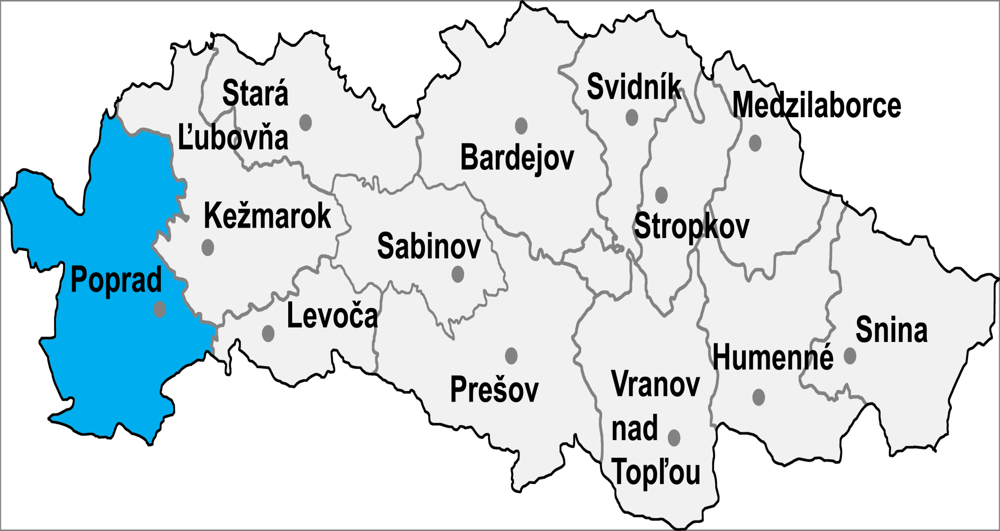 Stará
Ľubovňa
Svidník
Medzilaborce
Bardejov
Kežmarok
Stropkov
Sabinov
Poprad
Levoča
Snina
Humenné
Prešov
Vranov
nad
Topľou